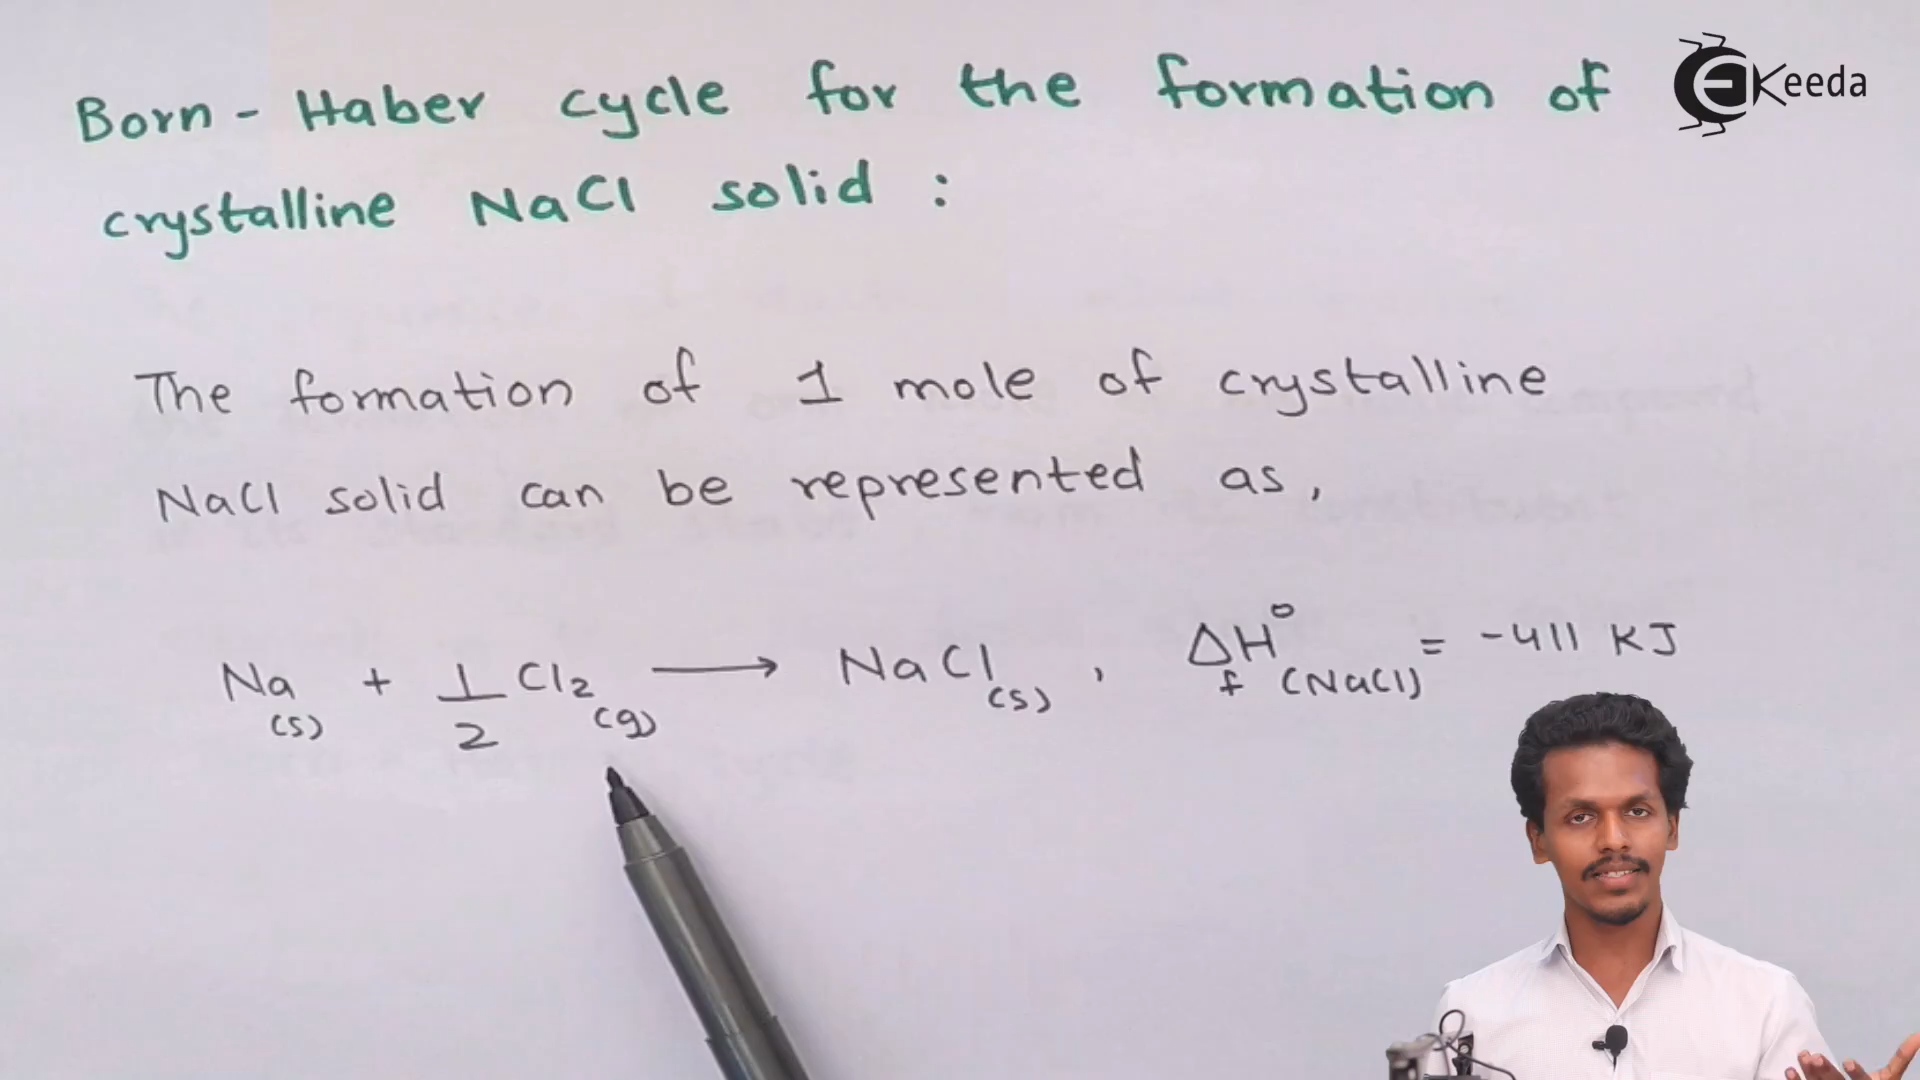 Born - Haber cycle for the formation of
crystalline NaCl solid :
EKeeda
The formation of 1 mole of crystalline
NaCl solid can be represented as,
Na(s) + 1/2 Cl2(g) ⟶ NaCl(s) , ΔH°f (NaCl) = -411 KJ